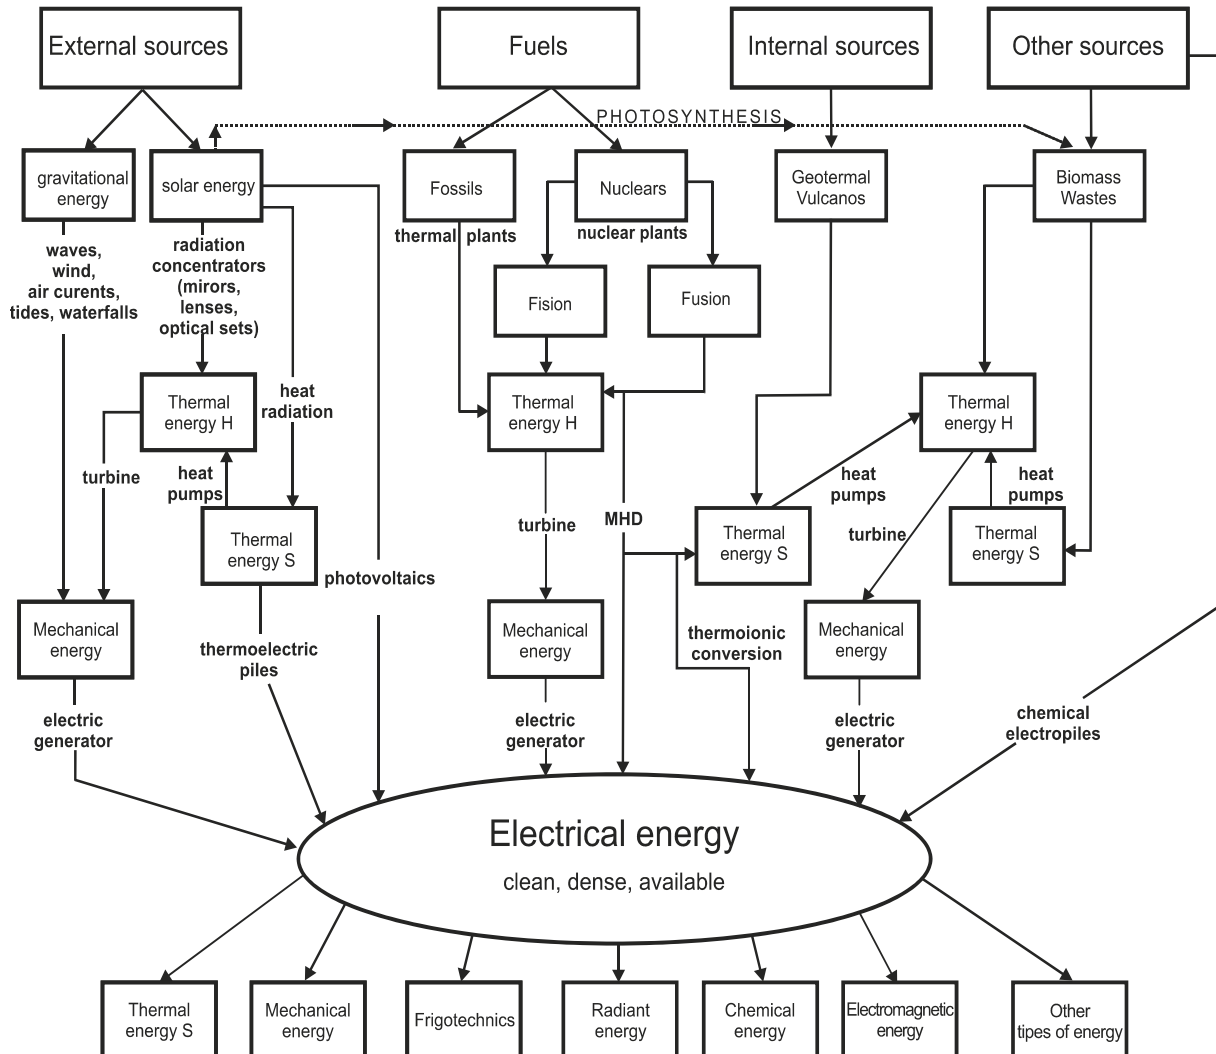 External sources
Fuels
Internal sources
Other sources
PHOTOSYNTHESIS
gravitational
energy
solar energy
Fossils
Nuclears
Geotermal
Vulcanos
Biomass
Wastes
waves,
wind,
air curents,
tides, waterfalls
radiation
concentrators
(mirors,
lenses,
optical sets)
thermal plants
nuclear plants
Fision
Fusion
Thermal
energy H
heat
radiation
Thermal
energy H
Thermal
energy H
turbine
heat
pumps
heat
pumps
heat
pumps
Thermal
energy S
turbine
MHD
Thermal
energy S
turbine
Thermal
energy S
photovoltaics
Mechanical
energy
thermoelectric
piles
Mechanical
energy
thermoionic
conversion
Mechanical
energy
electric
generator
electric
generator
electric
generator
chemical
electropiles
Electrical energy
clean, dense, available
Thermal
energy S
Mechanical
energy
Frigotechnics
Radiant
energy
Chemical
energy
Electromagnetic
energy
Other
tipes of energy